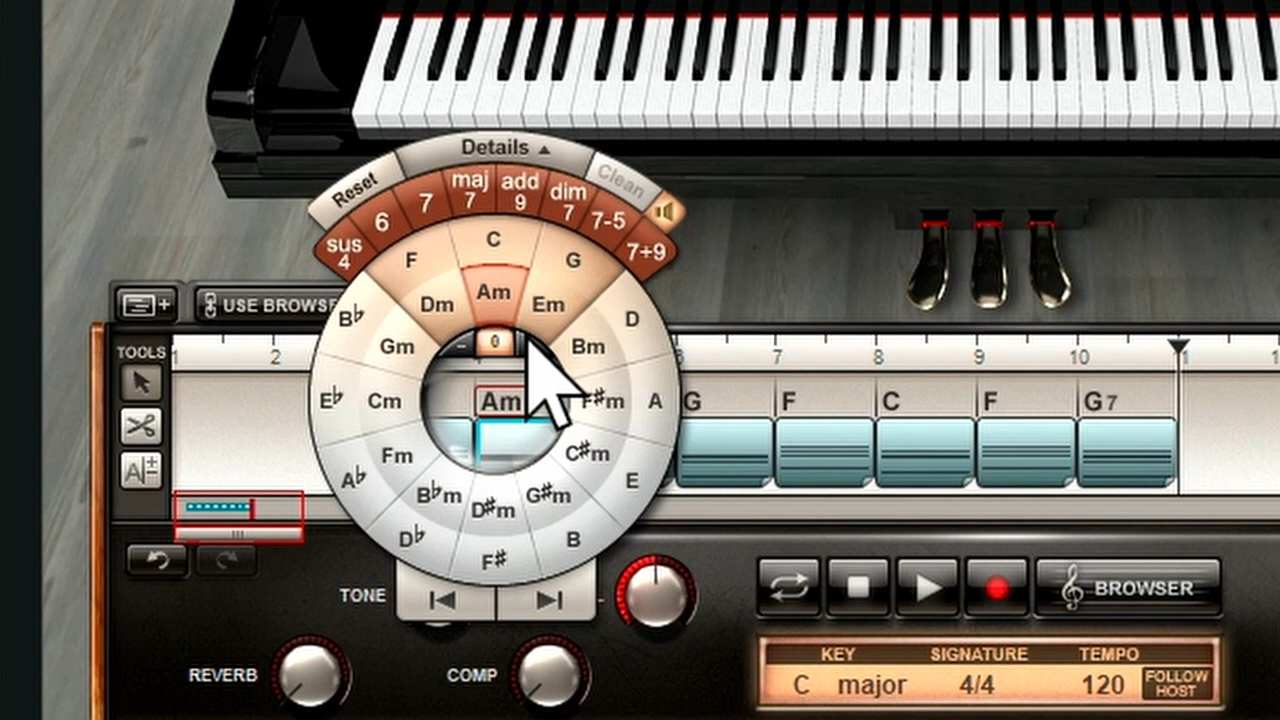 Details
Reset
Clean
sus 4
6
7
maj 7
add 9
dim 7
7-5
7+9
C
F
G
Am
Dm
Em
B♭
D
Gm
Bm
0
USE BROWSE
TOOLS
1
2
7
8
9
10
E♭
Cm
Am
F#m
A
G
F
C
F
G7
A
Fm
C#m
A♭
E
B♭m
G#m
D#m
D♭
B
F#
TONE
BROWSER
REVERB
COMP
KEY SIGNATURE TEMPO
C major 4/4 120 FOLLOW HOST